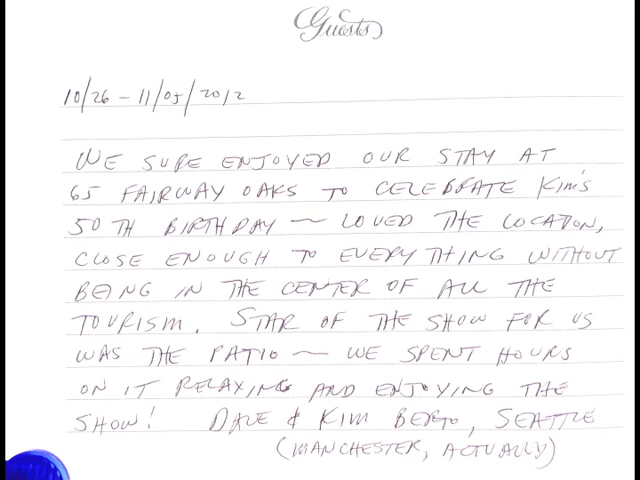 Guests
10/26 - 11/05/2012
WE SURE ENJOYED OUR STAY AT
65 FAIRWAY OAKS TO CELEBRATE KIM'S
50TH BIRTHDAY — LOVED THE LOCATION,
CLOSE ENOUGH TO EVERYTHING WITHOUT
BEING IN THE CENTER OF ALL THE
TOURISM. STAR OF THE SHOW FOR US
WAS THE PATIO — WE SPENT HOURS
ON IT RELAXING AND ENJOYING THE
SHOW! DAVE & KIM BERTO, SEATTLE
(MANCHESTER, ACTUALLY)